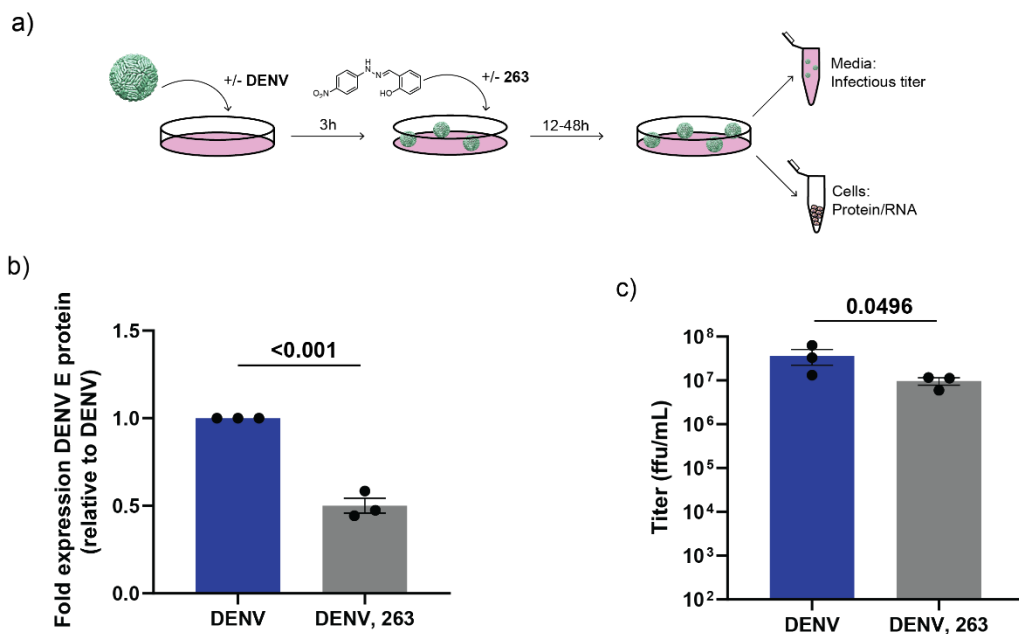 a)
+/- DENV
H
N
N
O₂N
HO
+/- 263
3h
12-48h
Media:
Infectious titer
Cells:
Protein/RNA
b)
Fold expression DENV E protein
(relative to DENV)
1.5
1.0
0.5
0.0
<0.001
DENV
DENV, 263
c)
Titer (ffu/mL)
10⁸
10⁷
10⁶
10⁵
10⁴
10³
10²
0.0496
DENV
DENV, 263